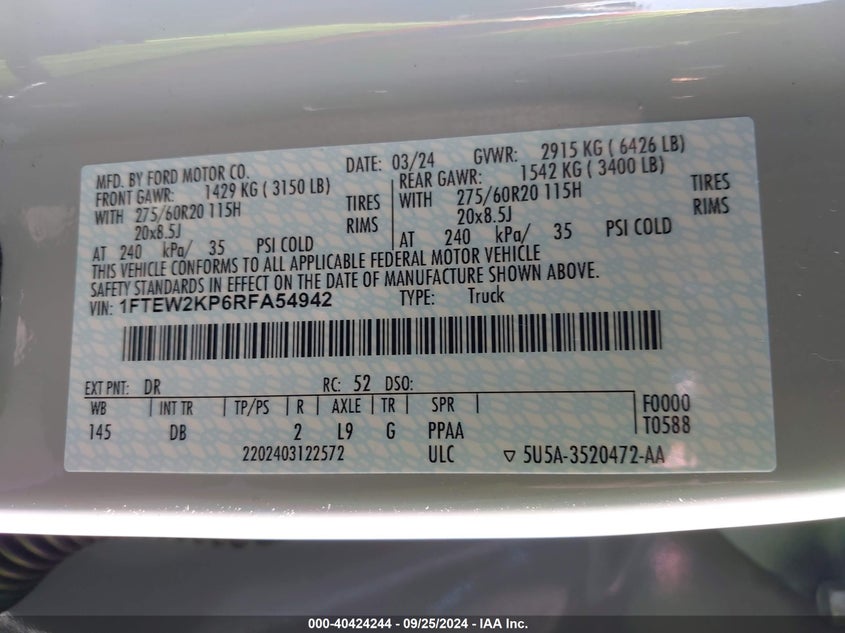 MFD. BY FORD MOTOR CO. DATE: 03/24 GVWR: 2915 KG ( 6426 LB)
FRONT GAWR: 1429 KG ( 3150 LB) REAR GAWR: 1542 KG ( 3400 LB)
WITH 275/60R20 115H TIRES WITH 275/60R20 115H TIRES
20x8.5J RIMS 20x8.5J RIMS
AT 240 kPa/ 35 PSI COLD AT 240 kPa/ 35 PSI COLD
THIS VEHICLE CONFORMS TO ALL APPLICABLE FEDERAL MOTOR VEHICLE
SAFETY STANDARDS IN EFFECT ON THE DATE OF MANUFACTURE SHOWN ABOVE.
VIN: 1FTEW2KP6RFA54942 TYPE: Truck
EXT PNT: DR RC: 52 DSO:
WB INT TR TP/PS R AXLE TR SPR F0000
145 DB 2 L9 G PPAA T0588
2202403122572 ULC ▽ 5U5A-3520472-AA
000-40424244 - 09/25/2024 - IAA Inc.